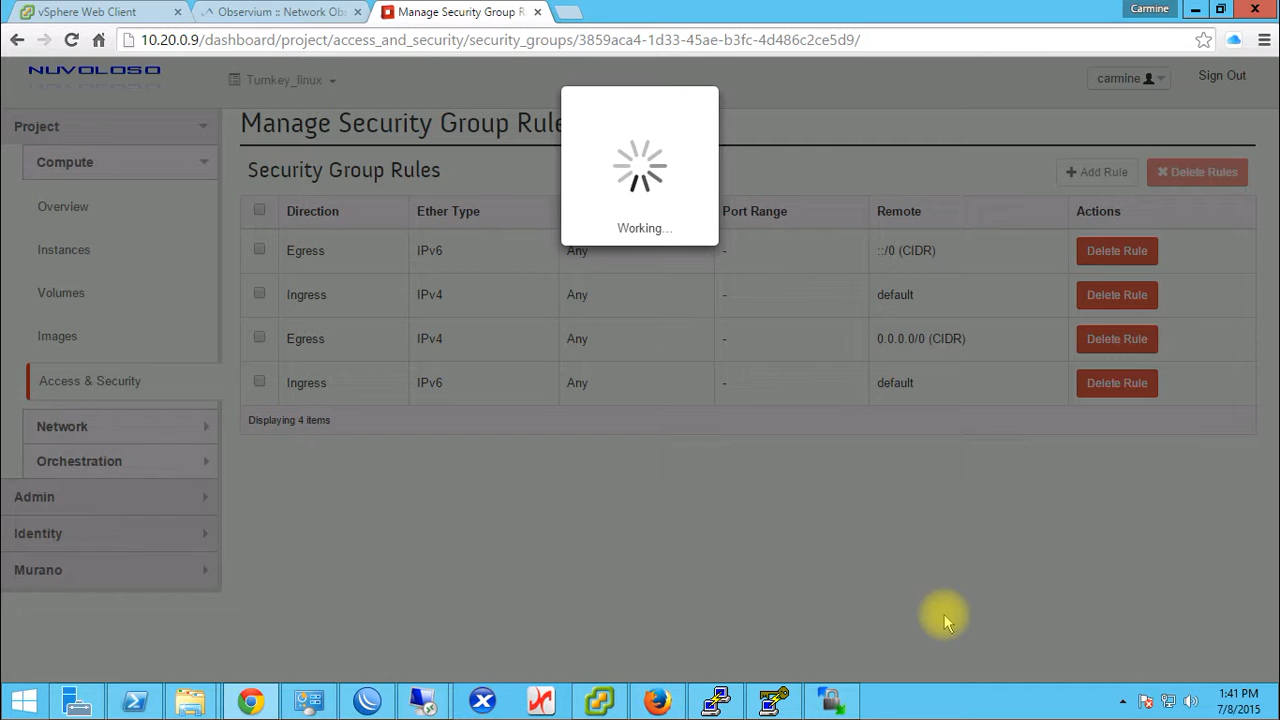 vSphere Web Client
Observium :: Network Obs
Manage Security Group R
Carmine
10.20.0.9/dashboard/project/access_and_security/security_groups/3859aca4-1d33-45ae-b3fc-4d486c2ce5d9/
NUVOLOSO
Turnkey_linux
carmine
Sign Out
Project
Compute
Overview
Instances
Volumes
Images
Access & Security
Network
Orchestration
Admin
Identity
Murano
Manage Security Group Rule
Security Group Rules
Add Rule
Delete Rules
Working...
Direction Ether Type Port Range Remote Actions
Egress IPv6 Any - ::/0 (CIDR) Delete Rule
Ingress IPv4 Any - default Delete Rule
Egress IPv4 Any - 0.0.0.0/0 (CIDR) Delete Rule
Ingress IPv6 Any - default Delete Rule
Displaying 4 items
1:41 PM
7/8/2015